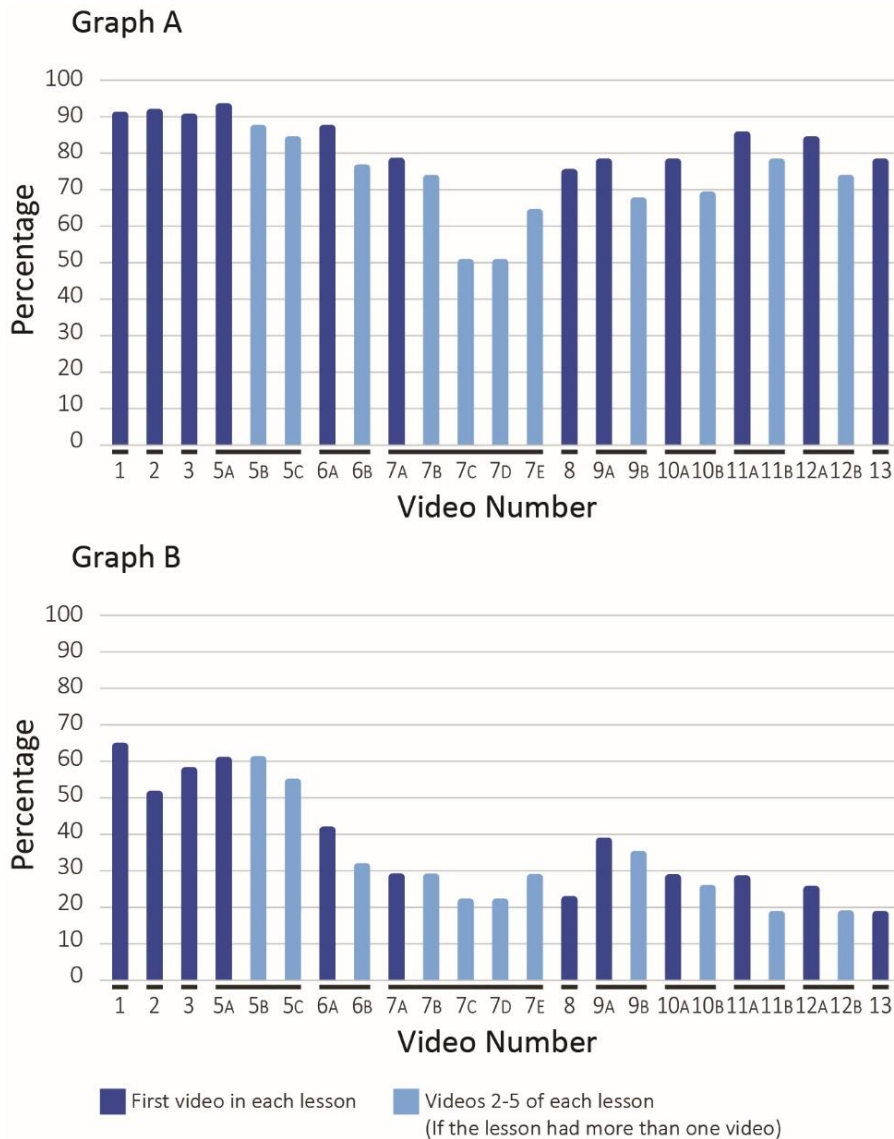 Graph A
Percentage
100
90
80
70
60
50
40
30
20
10
0
1 2 3 5A 5B 5C 6A 6B 7A 7B 7C 7D 7E 8 9A 9B 10A 10B 11A 11B 12A 12B 13
Video Number
Graph B
Percentage
100
90
80
70
60
50
40
30
20
10
0
1 2 3 5A 5B 5C 6A 6B 7A 7B 7C 7D 7E 8 9A 9B 10A 10B 11A 11B 12A 12B 13
Video Number
First video in each lesson
Videos 2-5 of each lesson
(If the lesson had more than one video)